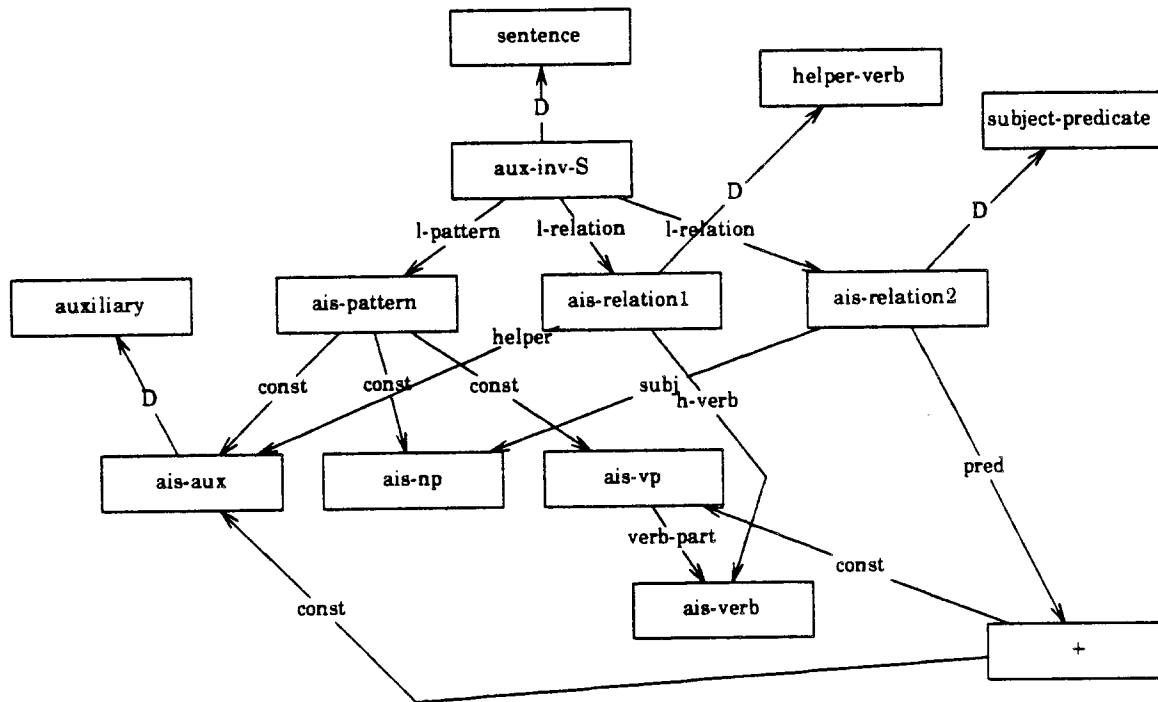 sentence
helper-verb
subject-predicate
D
aux-inv-S
D
D
l-pattern
l-relation
l-relation
auxiliary
ais-pattern
ais-relation1
ais-relation2
helper
const
const
const
subj
h-verb
D
ais-aux
ais-np
ais-vp
pred
verb-part
const
const
ais-verb
+